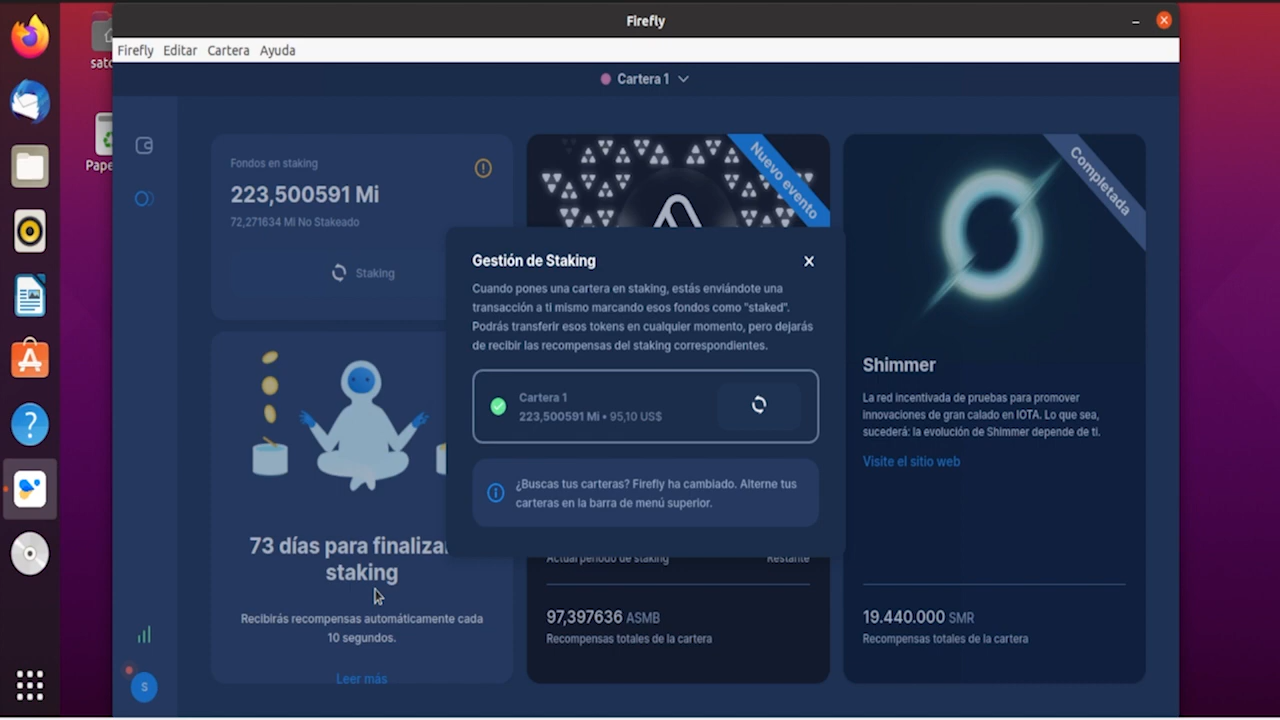 Firefly
Firefly Editar Cartera Ayuda
Cartera 1
Fondos en staking
223,500591 Mi
72,271634 Mi No Stakeado
Staking
73 días para finalizar
staking
Recibirás recompensas automáticamente cada
10 segundos.
Leer más
Nuevo evento
Gestión de Staking
Cuando pones una cartera en staking, estás enviándote una
transacción a ti mismo marcando esos fondos como "staked".
Podrás transferir esos tokens en cualquier momento, pero dejarás
de recibir las recompensas del staking correspondientes.
Cartera 1
223,500591 Mi • 95,10 US$
¿Buscas tus carteras? Firefly ha cambiado. Alterne tus
carteras en la barra de menú superior.
Actual periodo de staking
Restante
97,397636 ASMB
Recompensas totales de la cartera
Completada
Shimmer
La red incentivada de pruebas para promover
innovaciones de gran calado en IOTA. Lo que sea,
sucederá: la evolución de Shimmer depende de ti.
Visite el sitio web
19.440.000 SMR
Recompensas totales de la cartera
S